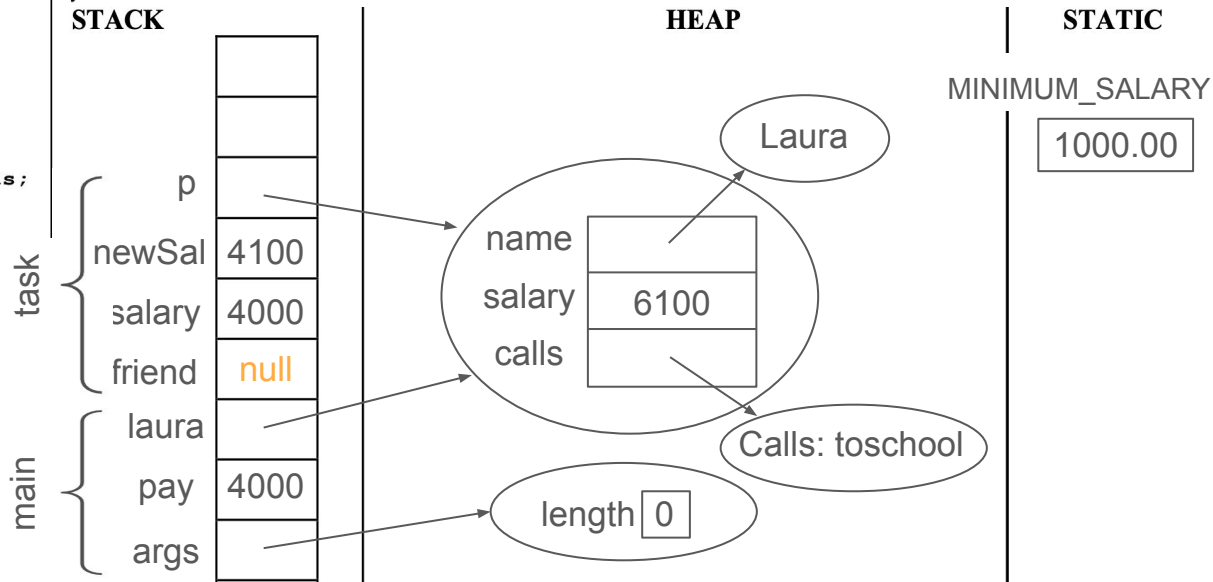 STACK
HEAP
STATIC
MINIMUM_SALARY
1000.00
Laura
p
name
task
newSal 4100
salary 6100
salary 4000
calls
friend null
laura
Calls: toschool
main
pay 4000
length 0
args